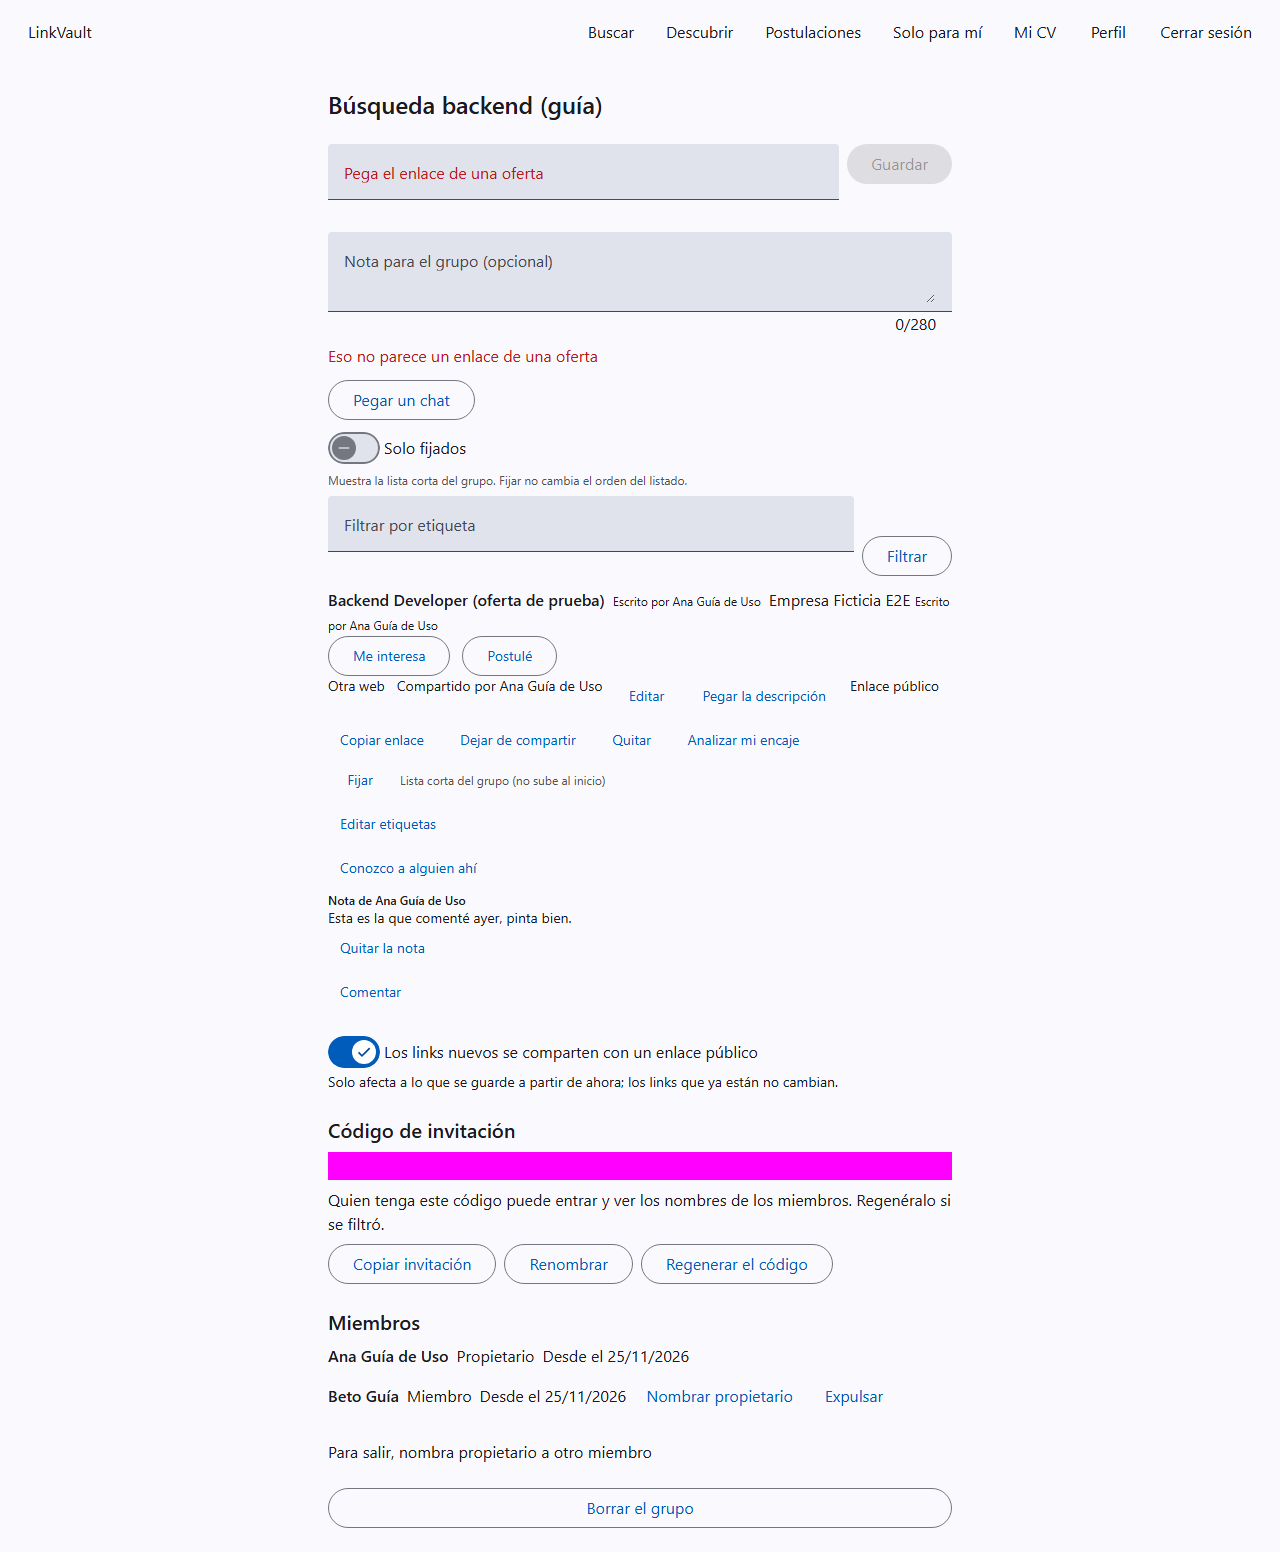 LinkVault
Buscar
Descubrir
Postulaciones
Solo para mí
Mi CV
Perfil
Cerrar sesión
Búsqueda backend (guía)
Pega el enlace de una oferta
Guardar
Nota para el grupo (opcional)
0/280
Eso no parece un enlace de una oferta
Pegar un chat
Solo fijados
Muestra la lista corta del grupo. Fijar no cambia el orden del listado.
Filtrar por etiqueta
Filtrar
Backend Developer (oferta de prueba) Escrito por Ana Guía de Uso Empresa Ficticia E2E Escrito
por Ana Guía de Uso
Me interesa
Postulé
Otra web Compartido por Ana Guía de Uso Editar Pegar la descripción Enlace público
Copiar enlace Dejar de compartir Quitar Analizar mi encaje
Fijar Lista corta del grupo (no sube al inicio)
Editar etiquetas
Conozco a alguien ahí
Nota de Ana Guía de Uso
Esta es la que comenté ayer, pinta bien.
Quitar la nota
Comentar
Los links nuevos se comparten con un enlace público
Solo afecta a lo que se guarde a partir de ahora; los links que ya están no cambian.
Código de invitación
Quien tenga este código puede entrar y ver los nombres de los miembros. Regenéralo si
se filtró.
Copiar invitación
Renombrar
Regenerar el código
Miembros
Ana Guía de Uso Propietario Desde el 25/11/2026
Beto Guía Miembro Desde el 25/11/2026 Nombrar propietario Expulsar
Para salir, nombra propietario a otro miembro
Borrar el grupo